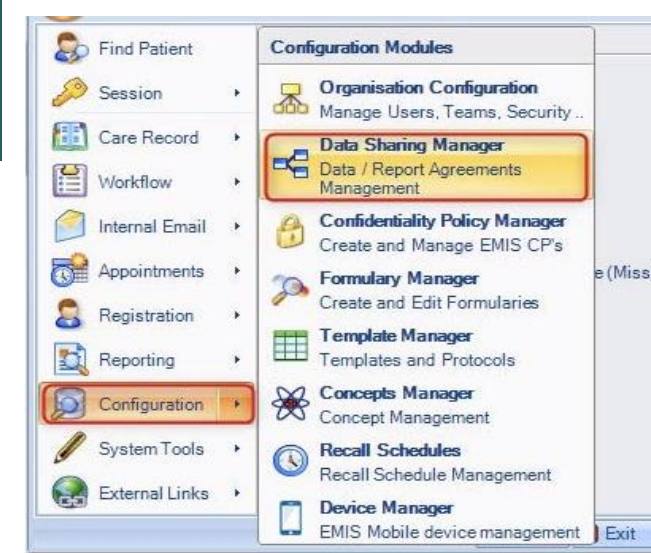 Find Patient
Session
Care Record
Workflow
Internal Email
Appointments
Registration
Reporting
Configuration
System Tools
External Links
Configuration Modules
Organisation Configuration
Manage Users, Teams, Security ..
Data Sharing Manager
Data / Report Agreements
Management
Confidentiality Policy Manager
Create and Manage EMIS CP's
Formulary Manager
Create and Edit Formularies
Template Manager
Templates and Protocols
Concepts Manager
Concept Management
Recall Schedules
Recall Schedule Management
Device Manager
EMIS Mobile device management
e (Miss
Exit